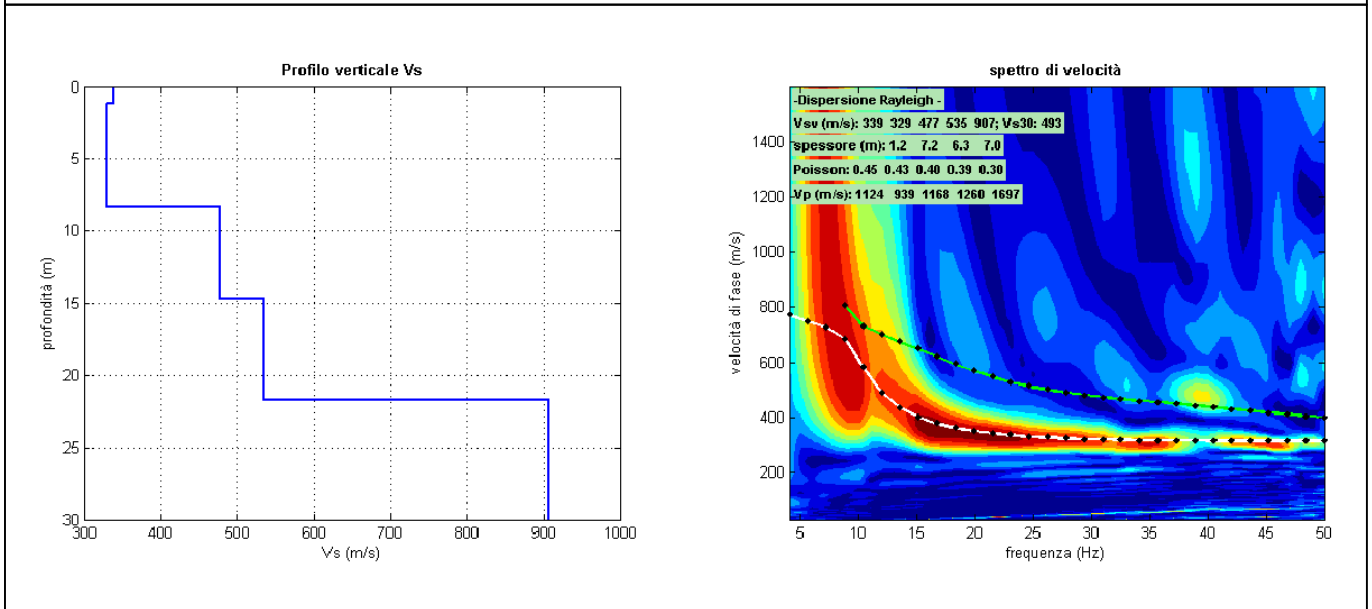 Profilo verticale Vs
0
5
10
15
20
25
30
profondità (m)
300 400 500 600 700 800 900 1000
Vs (m/s)
spettro di velocità
-Dispersione Rayleigh -
Vsv (m/s): 339 329 477 535 907; Vs30: 493
spessore (m): 1.2 7.2 6.3 7.0
Poisson: 0.45 0.43 0.40 0.39 0.30
Vp (m/s): 1124 939 1168 1260 1697
1400
1200
1000
800
600
400
200
velocità di fase (m/s)
5 10 15 20 25 30 35 40 45 50
frequenza (Hz)